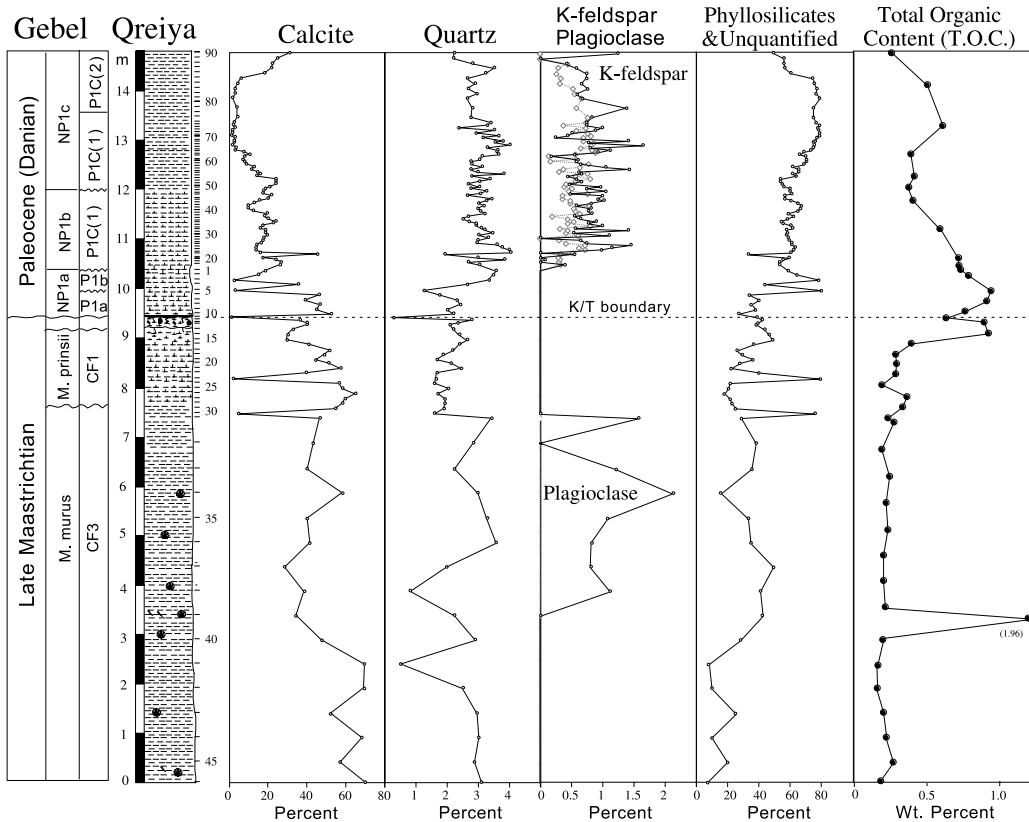 Gebel Qreiya
Calcite
Quartz
K-feldspar
Plagioclase
Phyllosilicates
&Unquantified
Total Organic
Content (T.O.C.)
Paleocene (Danian)
Late Maastrichtian
NP1c
NP1b
NP1a
M. prinsii
M. murus
P1C(2)
P1C(1)
P1C(1)
P1b
P1a
CF1
CF3
m
14
13
12
11
10
9
8
7
6
5
4
3
2
1
0
90
80
70
60
50
40
30
20
1
5
10
15
20
25
30
35
40
45
K-feldspar
K/T boundary
Plagioclase
(1.96)
0 20 40 60 80
Percent
0 1 2 3 4
Percent
0 0.5 1.0 1.5 2.0
Percent
0 20 40 60 80
Percent
0 0.5 1.0
Wt. Percent